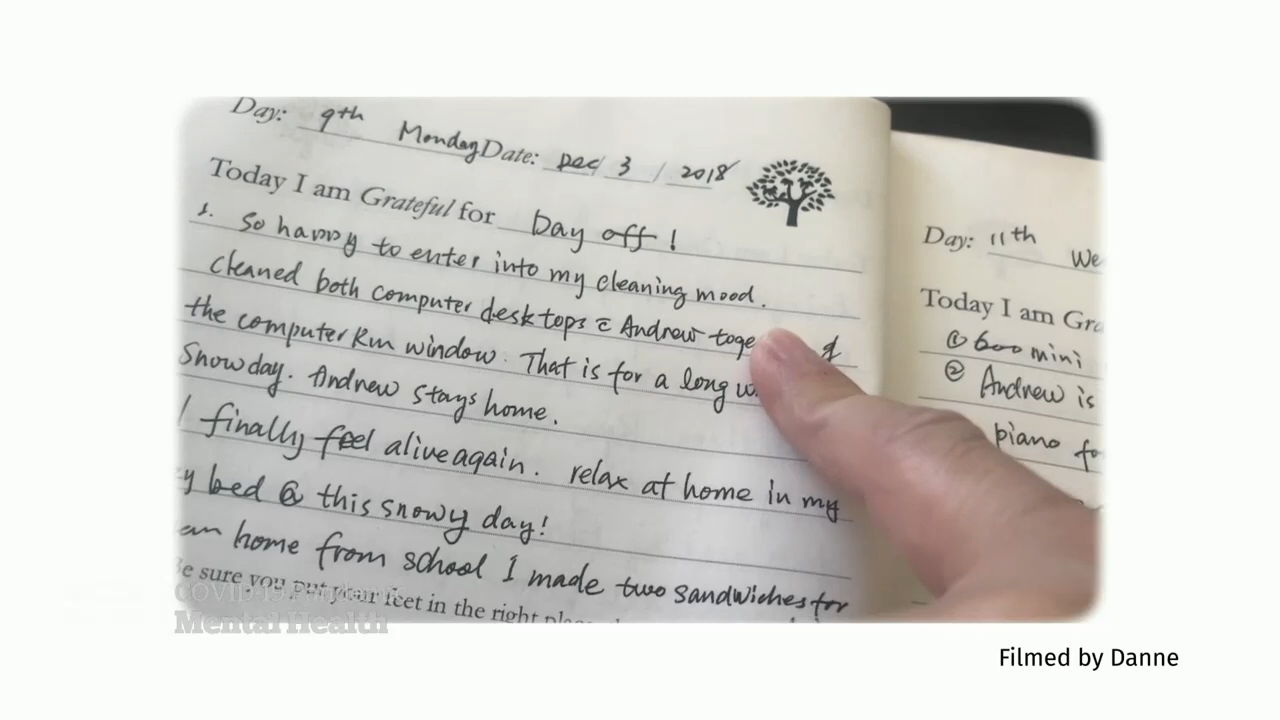 Day: 9th Monday Date: Dec / 3 / 2018
Today I am Grateful for Day off!
1. So happy to enter into my cleaning mood.
cleaned both computer desktops c̄ Andrew toge &
the computer Rm window. That is for a long
Snowday. Andrew stays home.
I finally feel alive again. relax at home in my
bed @ this snowy day!
home from school I made two sandwiches for
sure you put your feet in the right
Day: 11th
Today I am
① 600 mini
② Andrew is
piano
COVID-19
Mental Health
Filmed by Danne